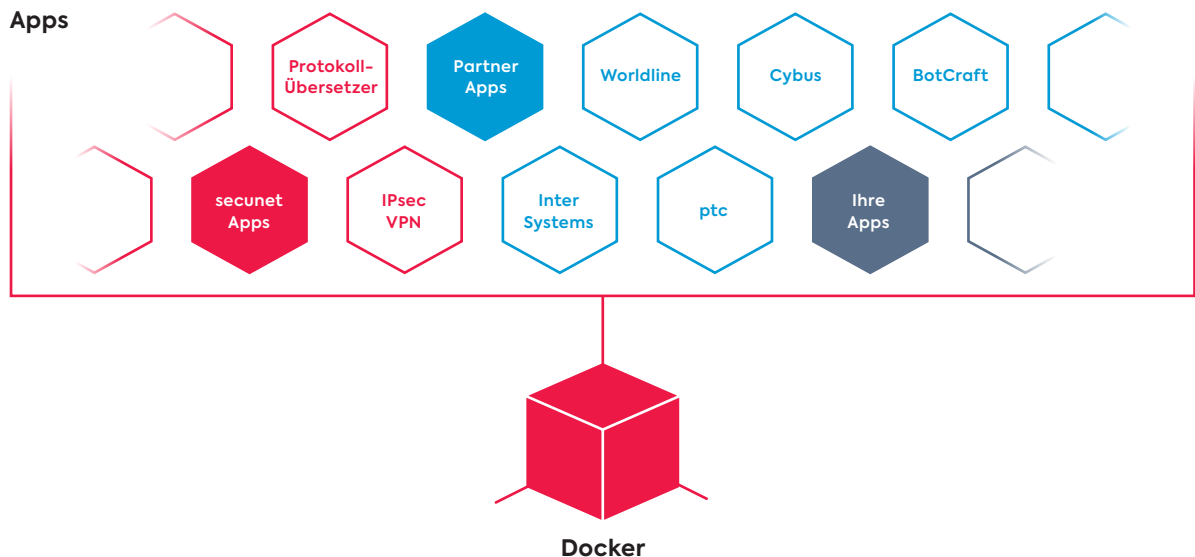 Apps
Protokoll-
Übersetzer
Partner
Apps
Worldline
Cybus
BotCraft
secunet
Apps
IPsec
VPN
Inter
Systems
ptc
Ihre
Apps
Docker